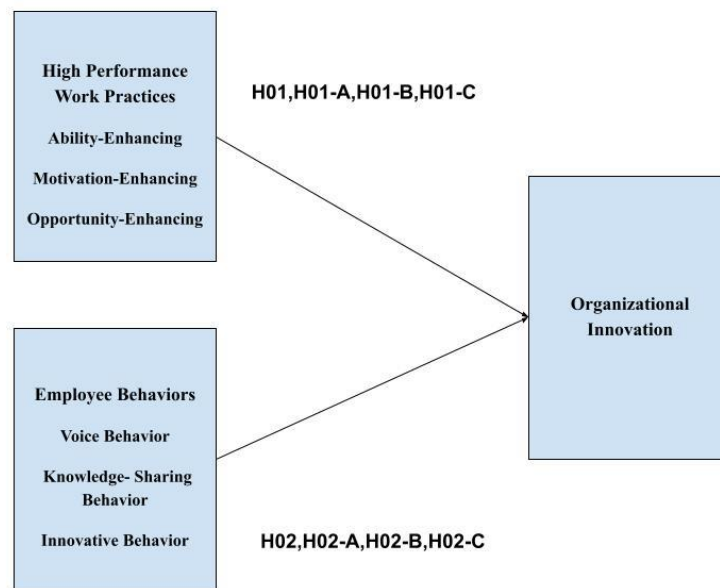 High Performance
Work Practices
Ability-Enhancing
Motivation-Enhancing
Opportunity-Enhancing
H01,H01-A,H01-B,H01-C
Organizational
Innovation
Employee Behaviors
Voice Behavior
Knowledge- Sharing
Behavior
Innovative Behavior
H02,H02-A,H02-B,H02-C